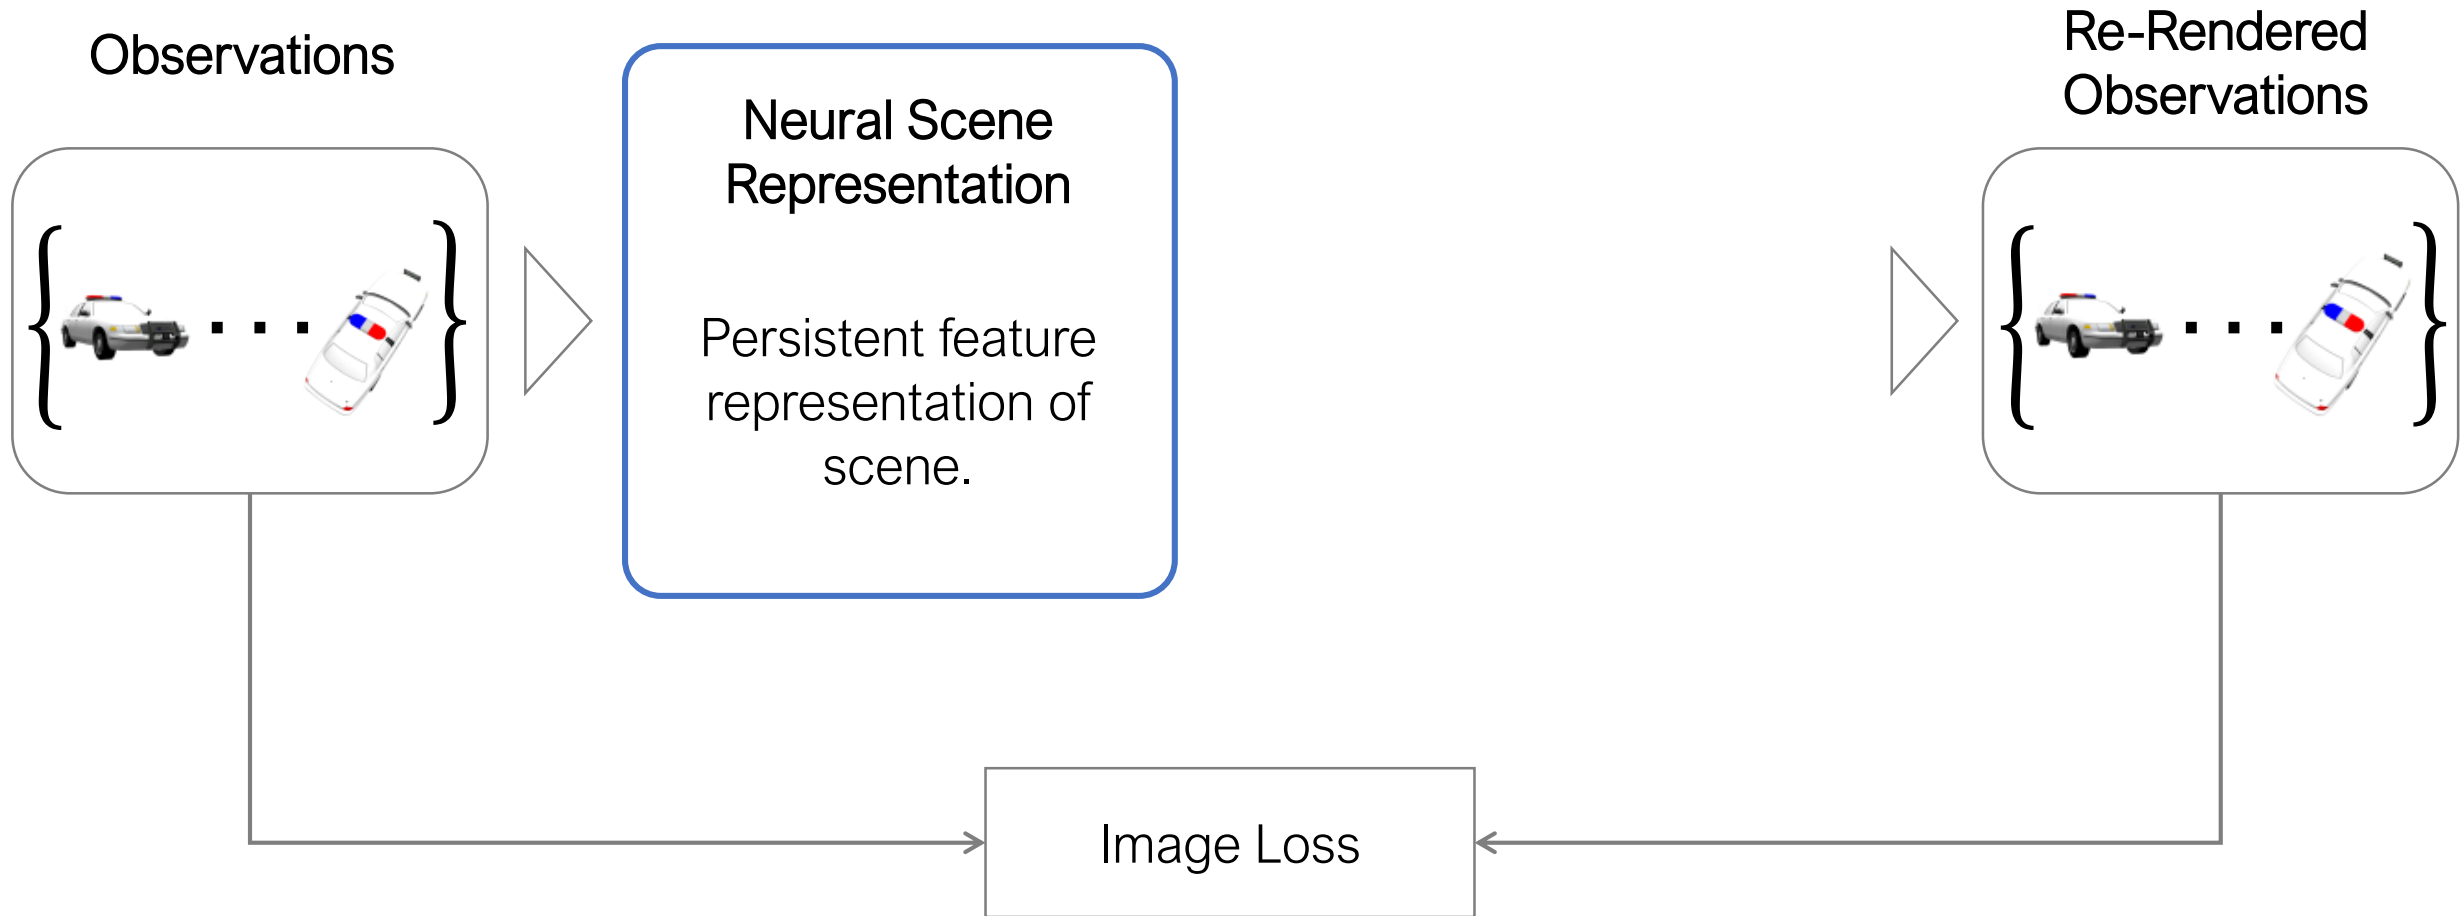 Observations
Neural Scene
Representation
Persistent feature
representation of
scene.
Re-Rendered
Observations
Image Loss